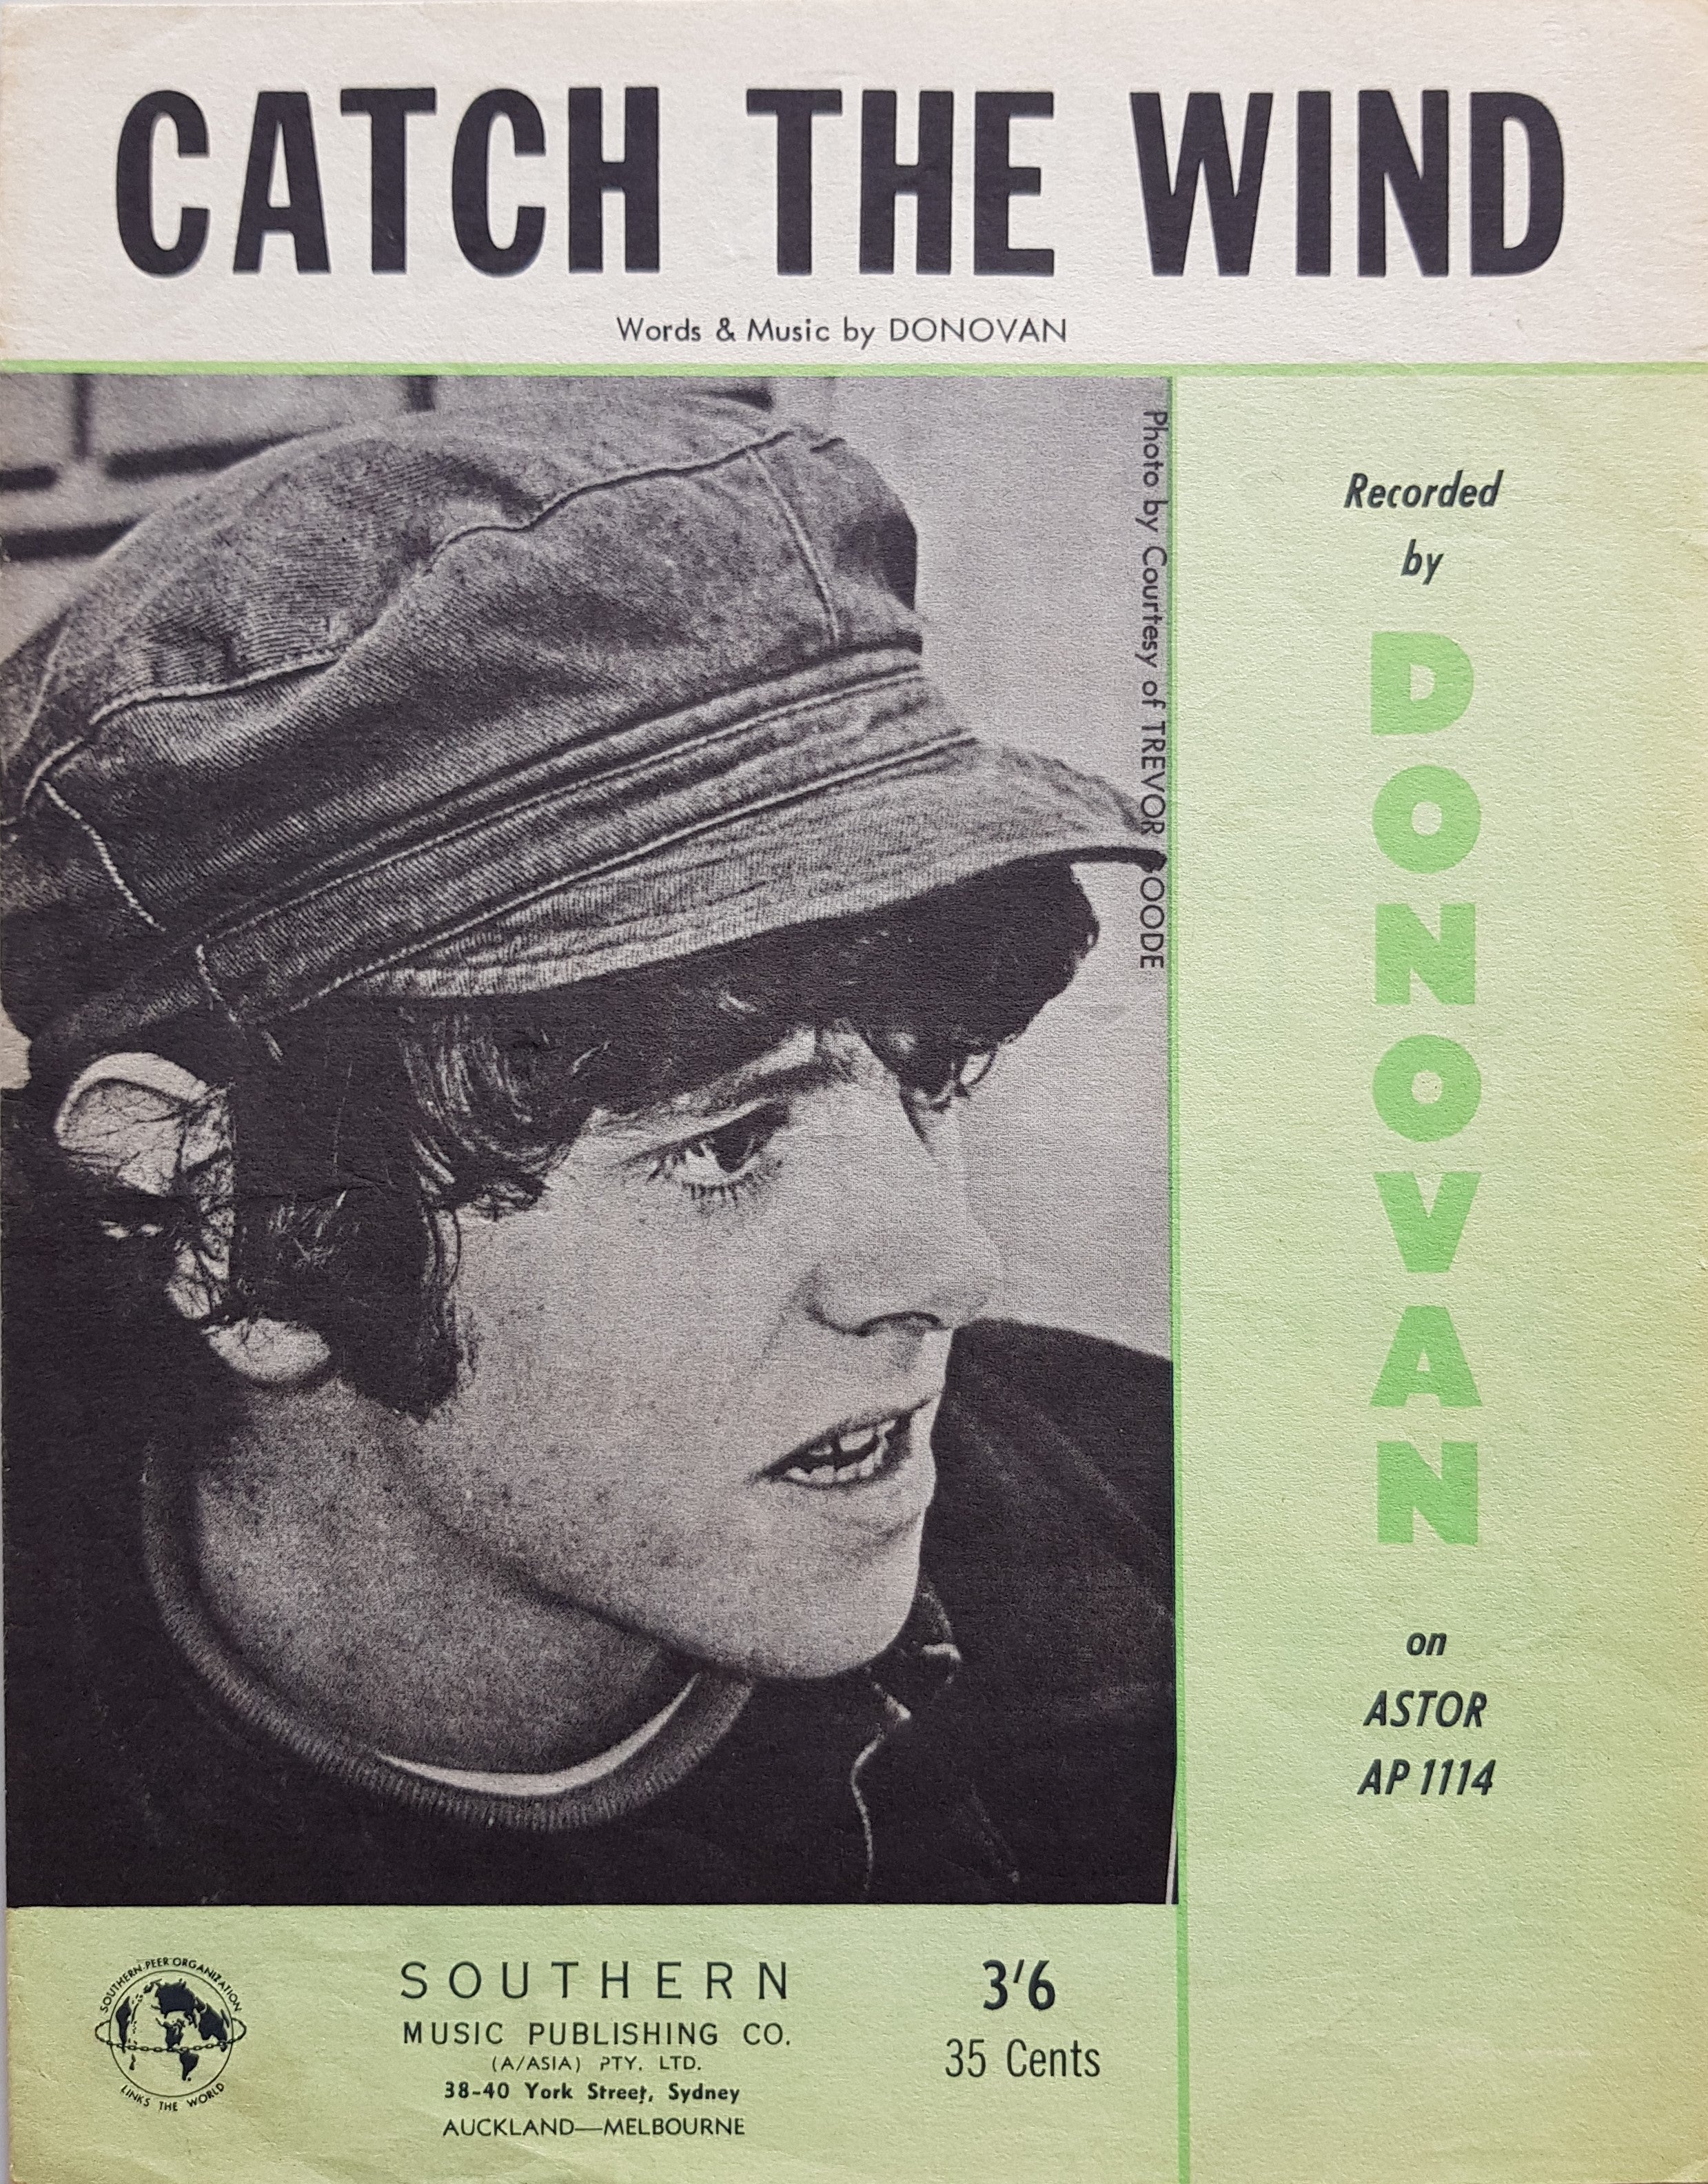 CATCH THE WIND
Words & Music by DONOVAN
Photo by Courtesy of TREVOR
Recorded
by
DONOVAN
on
ASTOR
AP 1114
SOUTHERN PEER ORGANIZATION
LINKS THE WORLD
SOUTHERN
MUSIC PUBLISHING CO.
(A/ASIA) PTY. LTD.
38-40 York Street, Sydney
AUCKLAND—MELBOURNE
3'6
35 Cents